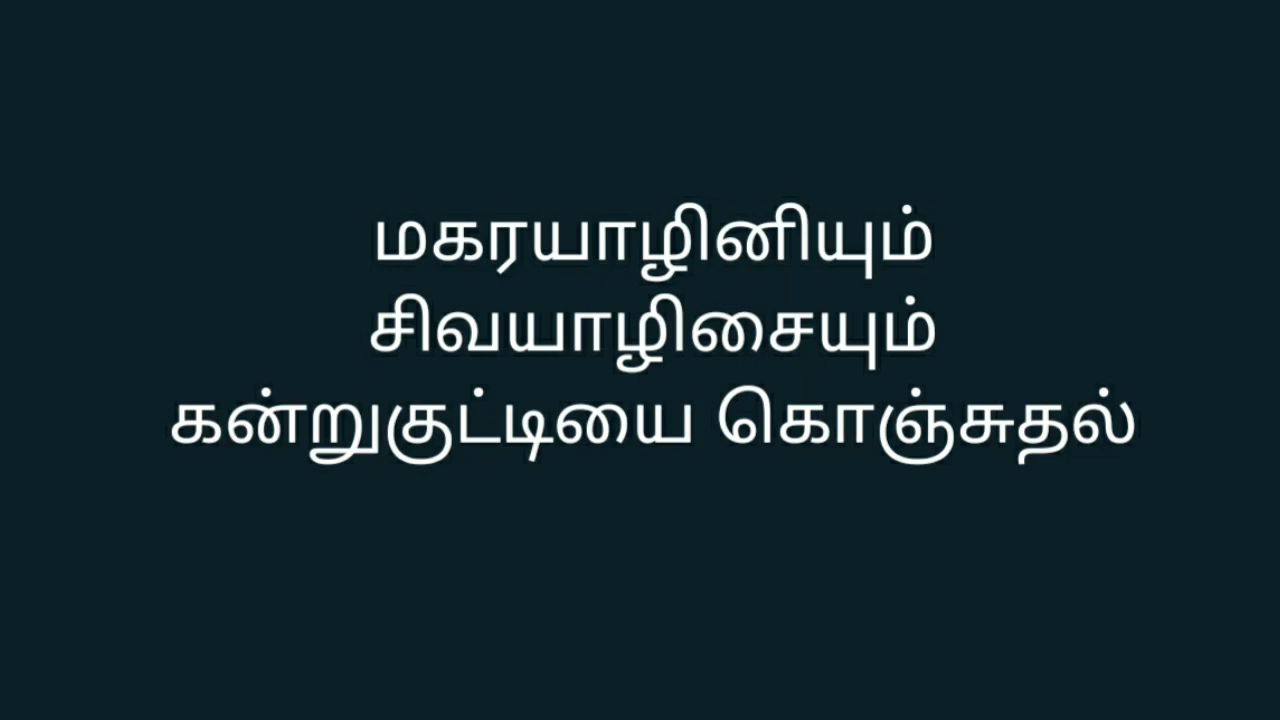 மகரயாழினியும்
சிவயாழிசையும்
கன்றுகுட்டியை கொஞ்சுதல்